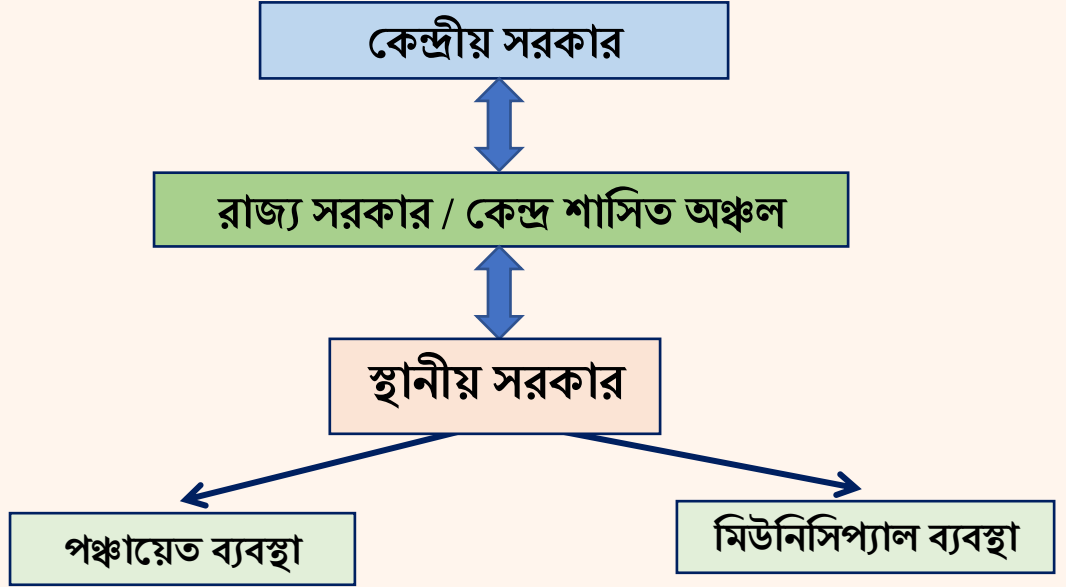 কেন্দ্রীয় সরকার
রাজ্য সরকার / কেন্দ্র শাসিত অঞ্চল
স্থানীয় সরকার
পঞ্চায়েত ব্যবস্থা
মিউনিসিপ্যাল ব্যবস্থা